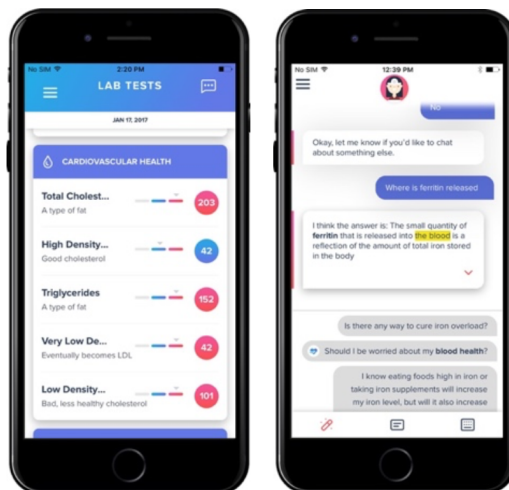 No SIM 2:20 PM
LAB TESTS
JAN 17, 2017
CARDIOVASCULAR HEALTH
Total Cholest...
A type of fat
203
High Density...
Good cholesterol
42
Triglycerides
A type of fat
152
Very Low De...
Eventually becomes LDL
42
Low Density...
Bad, less healthy cholesterol
101
No SIM 12:39 PM
No
Okay, let me know if you'd like to chat
about something else.
Where is ferritin released
I think the answer is: The small quantity of
ferritin that is released into the blood is a
reflection of the amount of total iron stored
in the body
Is there any way to cure iron overload?
Should I be worried about my blood health?
I know eating foods high in iron or
taking iron supplements will increase
my iron level, but will it also increase